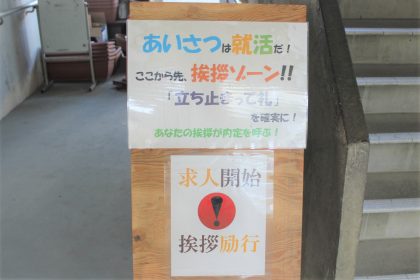 あいさつは就活だ！
ここから先、挨拶ゾーン!!
「立ち止まって礼」
を確実に！
あなたの挨拶が内定を呼ぶ！
求人開始
挨拶励行